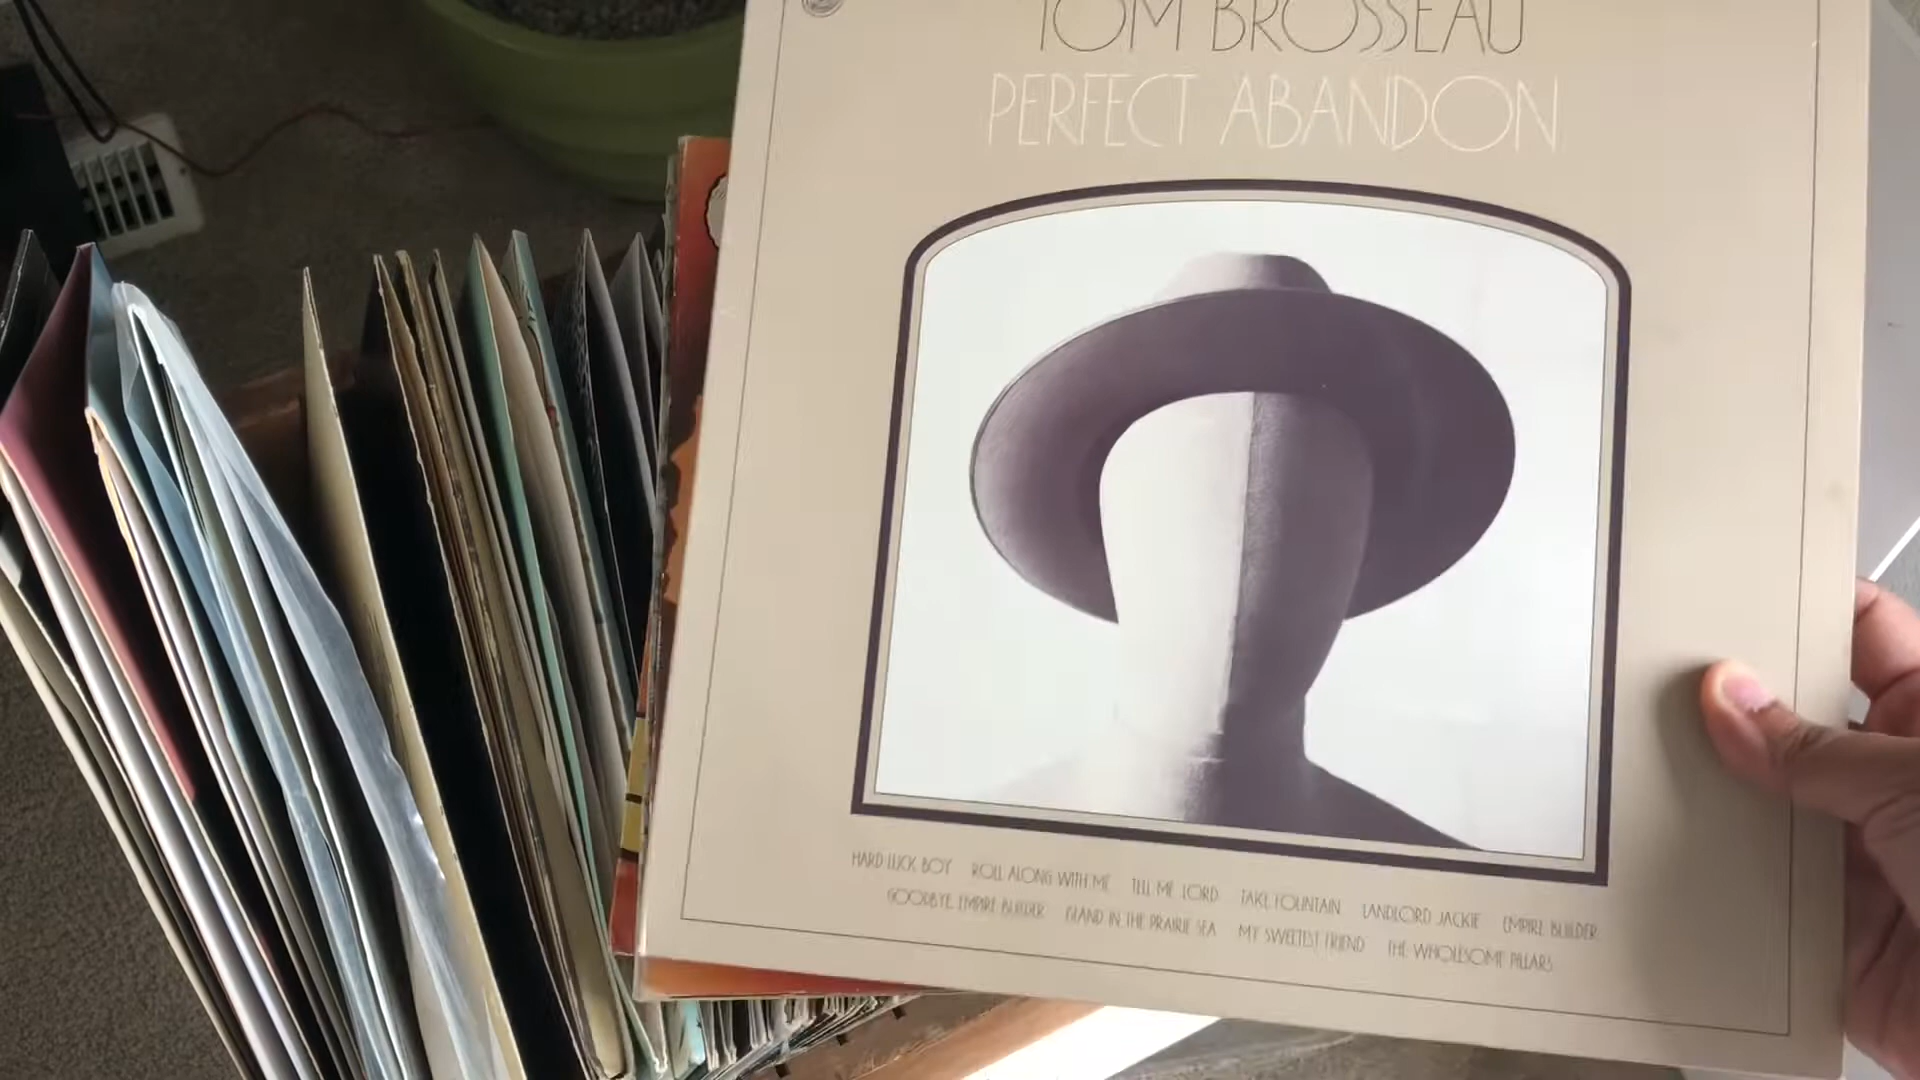 TOM BROSSEAU
PERFECT ABANDON
HARD LUCK BOY ROLL ALONG WITH ME TELL ME LORD TAKE FOUNTAIN LANDLORD JACKIE EMPIRE BUILDER
GOODBYE EMPIRE BUILDER ISLAND IN THE PRAIRIE SEA MY SWEETEST FRIEND THE WHOLESOME PILLARS